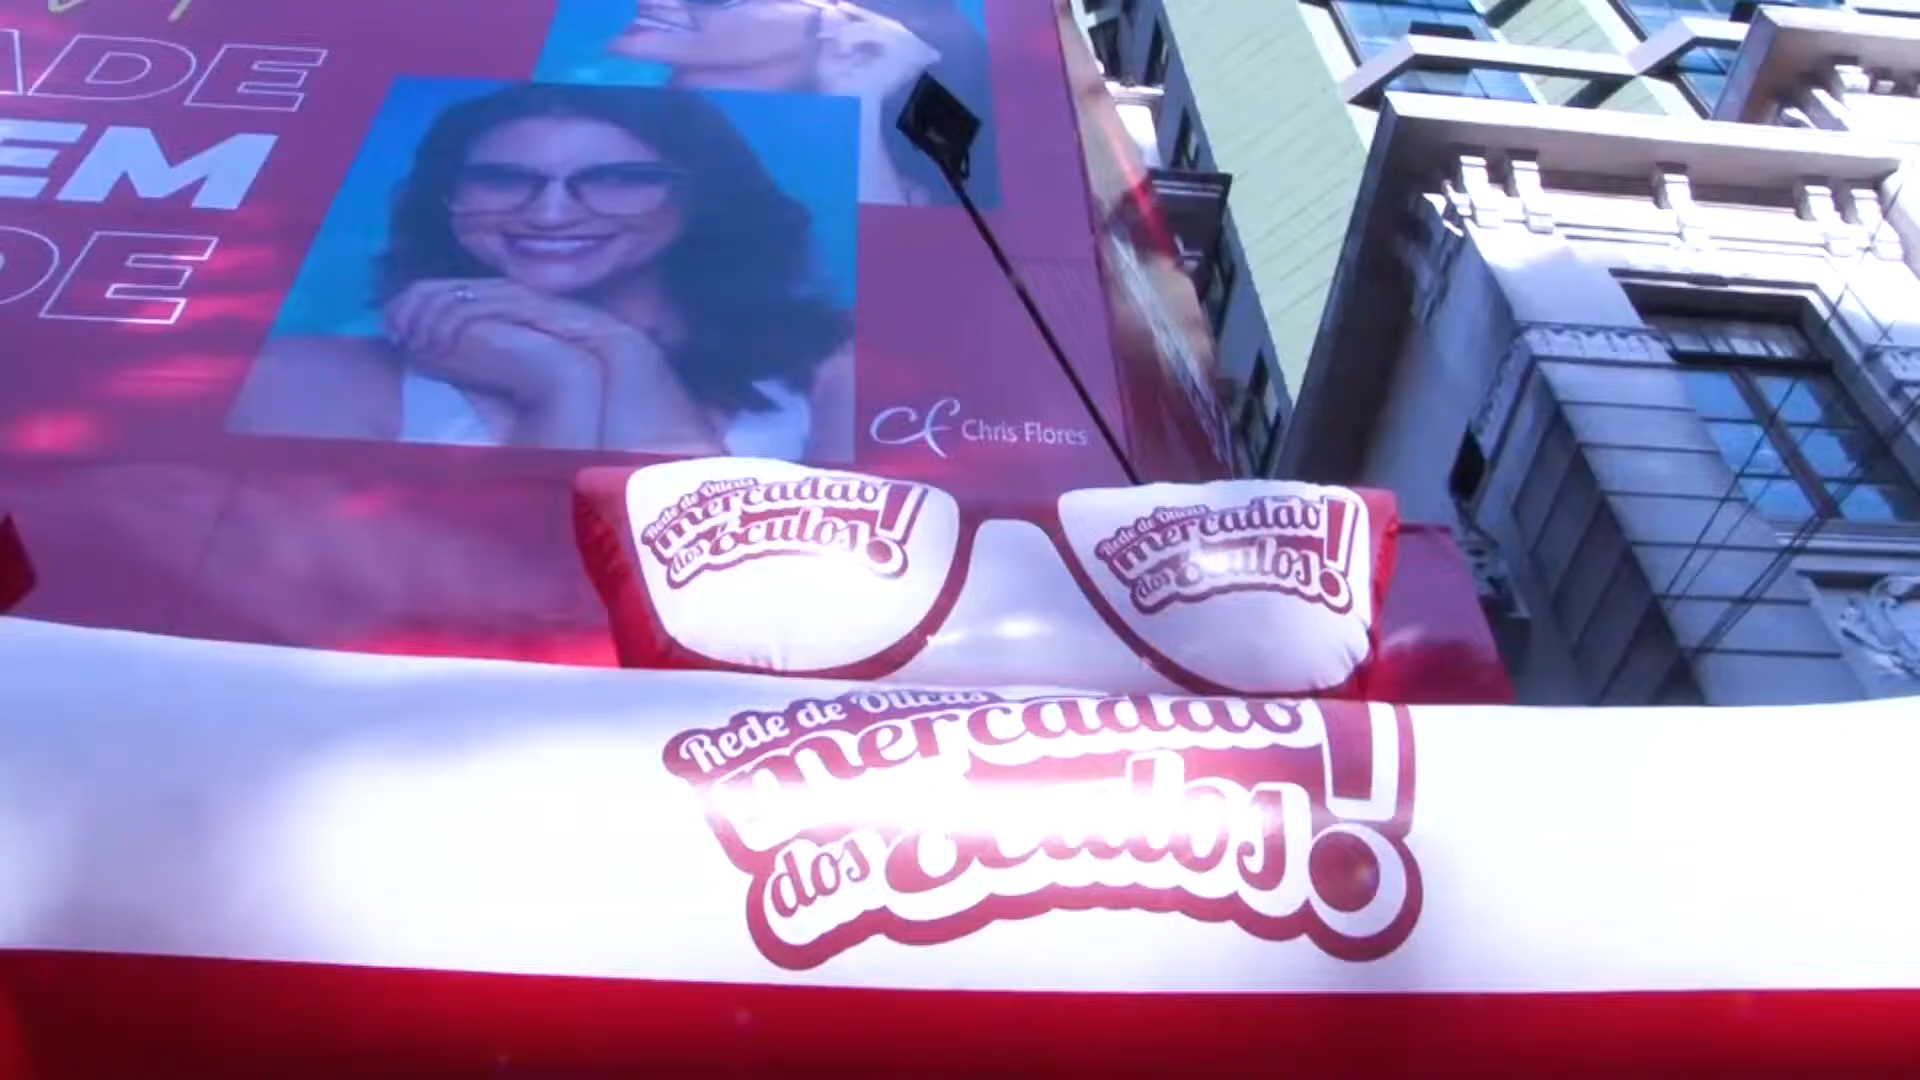 ADE
EM
DE
cf Chris Flores
Rede de Óticas
mercadão!
dos óculos
Rede de Óticas
mercadão!
dos óculos
Rede de Óticas
mercadão!
dos óculos